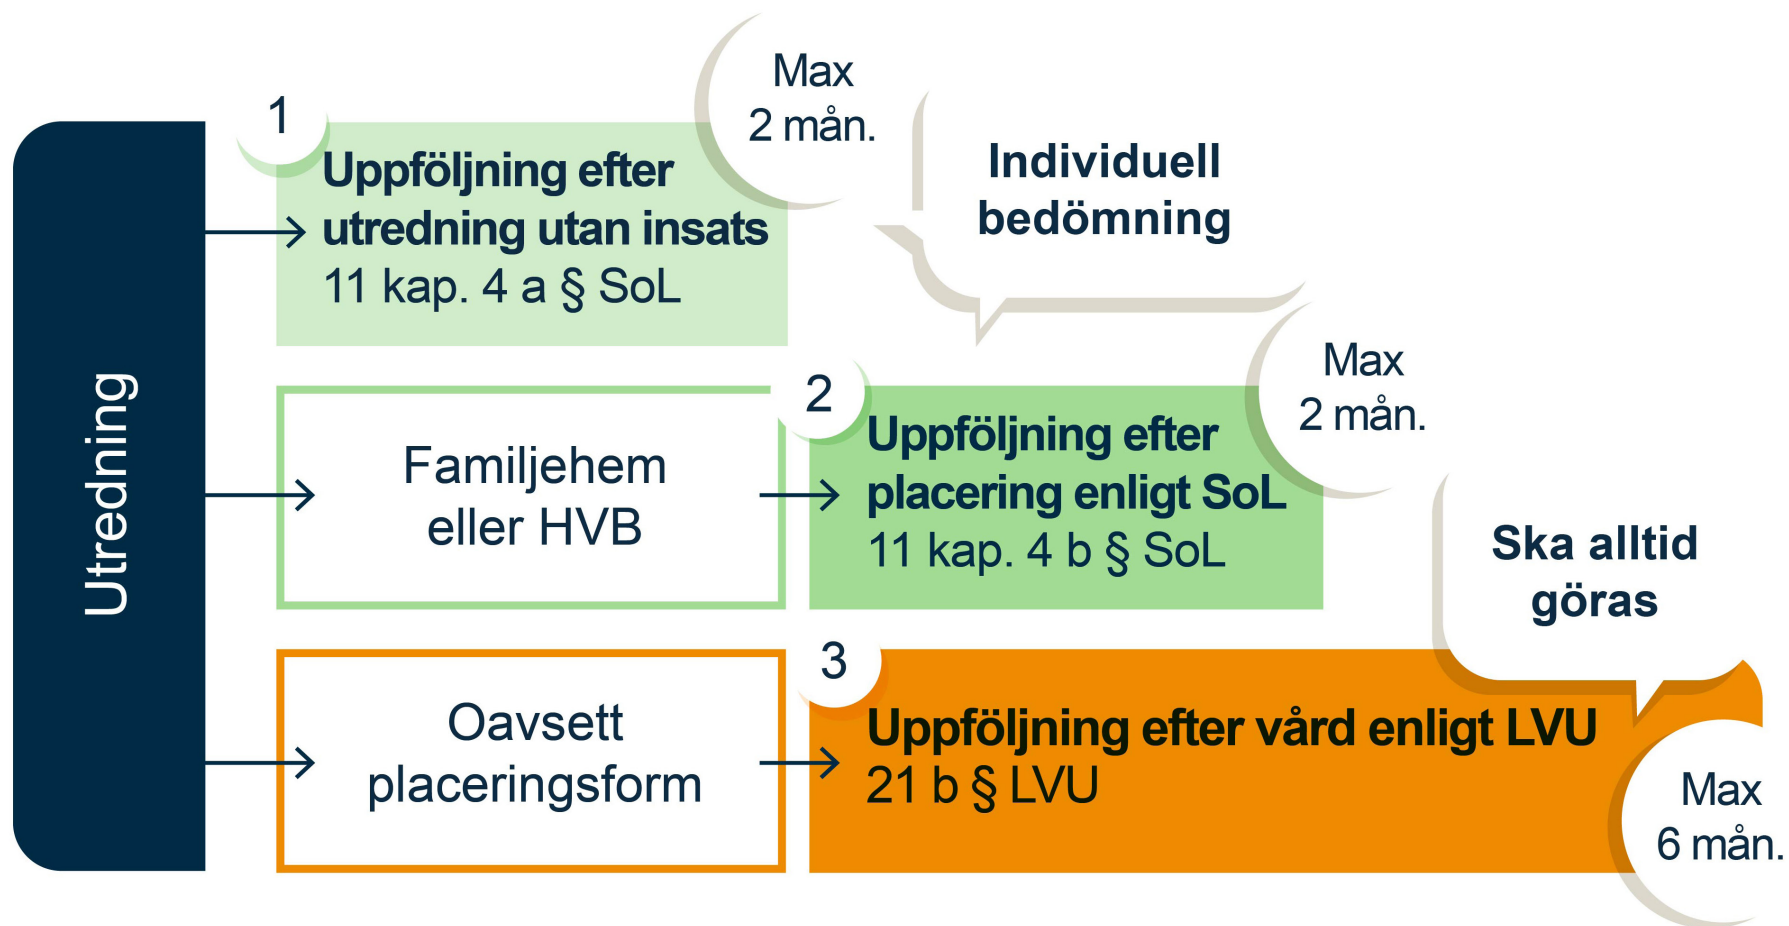 Utredning
1
Uppföljning efter
utredning utan insats
11 kap. 4 a § SoL
Max
2 mån.
Individuell
bedömning
Familjehem
eller HVB
2
Uppföljning efter
placering enligt SoL
11 kap. 4 b § SoL
Max
2 mån.
Ska alltid
göras
Oavsett
placeringsform
3
Uppföljning efter vård enligt LVU
21 b § LVU
Max
6 mån.